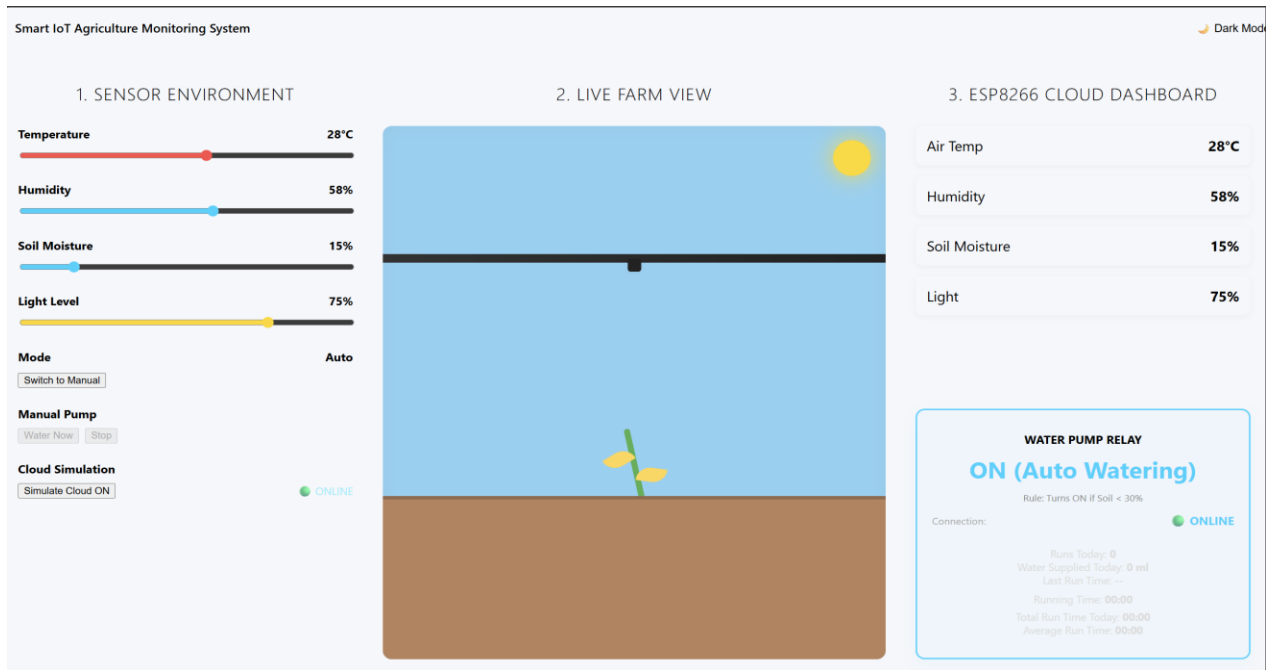 Smart IoT Agriculture Monitoring System
🌙 Dark Mode
1. SENSOR ENVIRONMENT
Temperature 28°C
Humidity 58%
Soil Moisture 15%
Light Level 75%
Mode Auto
Switch to Manual
Manual Pump
Water Now Stop
Cloud Simulation
Simulate Cloud ON ONLINE
2. LIVE FARM VIEW
3. ESP8266 CLOUD DASHBOARD
Air Temp 28°C
Humidity 58%
Soil Moisture 15%
Light 75%
WATER PUMP RELAY
ON (Auto Watering)
Rule: Turns ON if Soil < 30%
Connection: ONLINE
Runs Today: 0
Water Supplied Today: 0 ml
Last Run Time: --
Running Time: 00:00
Total Run Time Today: 00:00
Average Run Time: 00:00